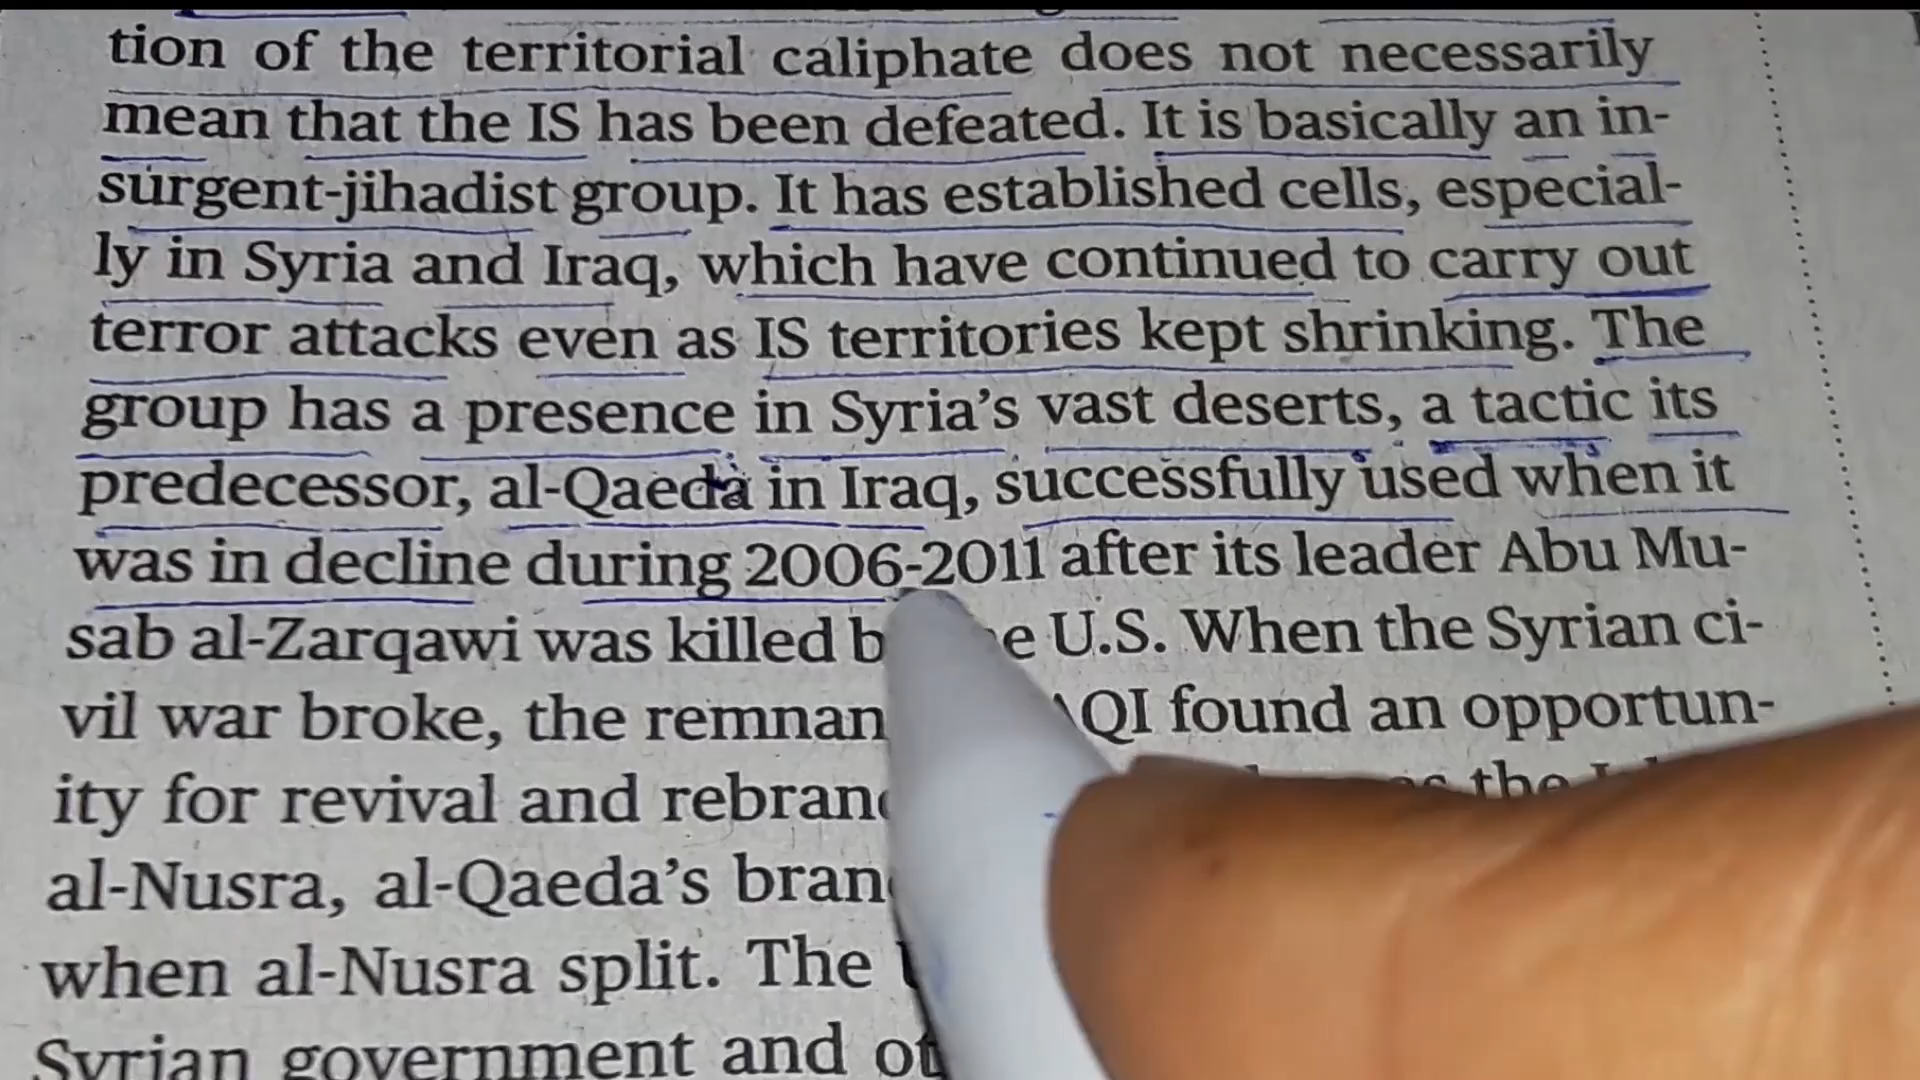 tion of the territorial caliphate does not necessarily
mean that the IS has been defeated. It is basically an in-
surgent-jihadist group. It has established cells, especial-
ly in Syria and Iraq, which have continued to carry out
terror attacks even as IS territories kept shrinking. The
group has a presence in Syria's vast deserts, a tactic its
predecessor, al-Qaeda in Iraq, successfully used when it
was in decline during 2006-2011 after its leader Abu Mu-
sab al-Zarqawi was killed U.S. When the Syrian ci-
vil war broke, the found an opportun-
ity for revival and the
al-Nusra, al-Qaeda's
when al-Nusra split. The
Syrian government and